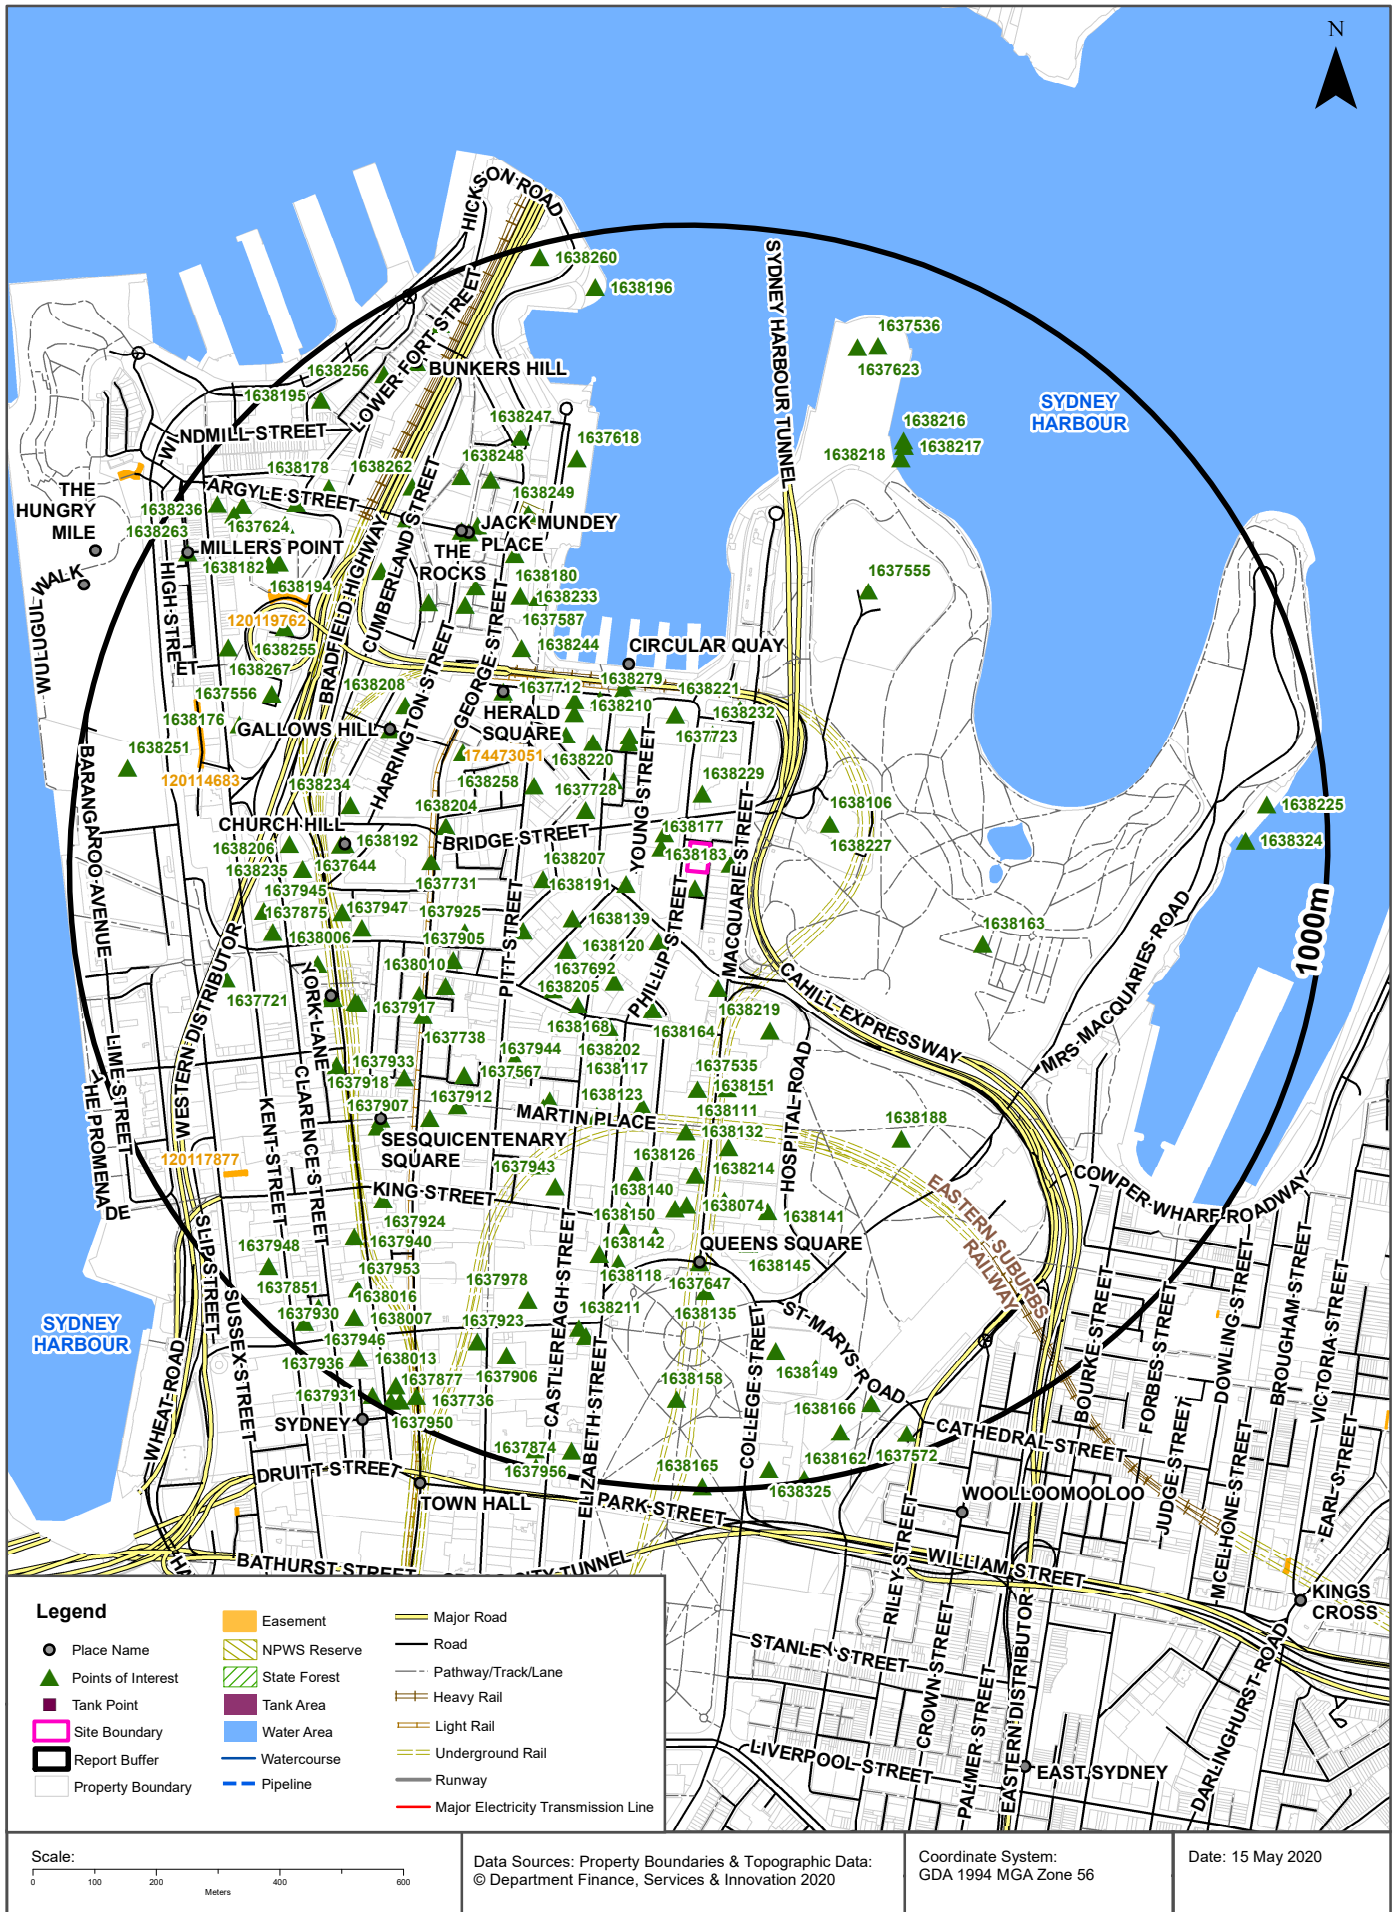 N
HICKSON ROAD
1638260
1638196
SYDNEY HARBOUR TUNNEL
1637536
1637623
LOWER FORT STREET
1638256
BUNKERS HILL
1638195
SYDNEY
HARBOUR
1638247
1638216
WINDMILL STREET
1637618
1638217
1638248
1638218
1638178
1638262
THE
HUNGRY
MILE
ARGYLE STREET
1638249
1638236
1637624
JACK MUNDEY
PLACE
1638263
MILLERS POINT
THE
ROCKS
1638182
1638180
1637555
WULUGUL WALK
1638194
1638233
HIGH STREET
BRADFIELD HIGHWAY
CUMBERLAND STREET
120119762
1637587
1638255
1638244
CIRCULAR QUAY
1638267
1638279
1637556
1638208
HARRINGTON STREET
GEORGE STREET
1637712
1638221
1638210
1638232
1638176
GALLOWS HILL
HERALD
SQUARE
1637723
1638251
174473051
1638220
120114683
1638258
1638229
1638234
1637728
YOUNG STREET
BARANGAROO AVENUE
1638204
1638106
1638225
CHURCH HILL
1638192
BRIDGE STREET
1638177
1638206
1638227
1638324
1637644
1638207
1638183
1638235
1637731
1638191
MACQUARIE STREET
1637945
1637875
1637947
1637925
1638139
1000m
1638163
1638006
1637905
PITT STREET
1638120
PHILLIP STREET
1638010
1637692
MRS MACQUARIES ROAD
1637721
YORK LANE
1638205
CAHILL EXPRESSWAY
WESTERN DISTRIBUTOR
1637917
1638219
1638168
1638164
LIME STREET
1637738
1637944
1638202
THE PROMENADE
1637933
1637567
1638117
1637535
HOSPITAL ROAD
CLARENCE STREET
1637918
1638151
KENT STREET
1637912
1638123
1638111
1637907
MARTIN PLACE
1638188
1638132
SESQUICENTENARY
SQUARE
120117877
1638126
1637943
1638214
COWPER WHARF ROADWAY
KING STREET
1638140
EASTERN SUBURBS
RAILWAY
1638074
1637924
1638150
1638141
SLIP STREET
1637940
1638142
QUEENS SQUARE
1637948
1637953
1638145
1637851
1638016
1637978
1638118
1637647
SUSSEX STREET
1637930
1638007
1638211
1638135
SYDNEY
HARBOUR
1637923
COLLEGE STREET
ST MARYS ROAD
1637946
CASTLEREAGH STREET
ELIZABETH STREET
BOURKE STREET
FORBES STREET
DOWLING STREET
BROUGHAM STREET
VICTORIA STREET
1637936
1638013
WHEAT ROAD
1637877
1637906
1638149
1637931
1637736
1638158
1638166
SYDNEY
1637950
CATHEDRAL STREET
1637874
1638162
1637572
1637956
1638165
JUDGE STREET
MCELHONE STREET
EARL STREET
DRUITT STREET
1638325
TOWN HALL
PARK STREET
WOOLLOOMOOLOO
BATHURST STREET
CITY TUNNEL
RILEY STREET
WILLIAM STREET
KINGS
CROSS
STANLEY STREET
CROWN STREET
PALMER STREET
EASTERN DISTRIBUTOR
DARLINGHURST ROAD
LIVERPOOL STREET
EAST SYDNEY
Legend
Place Name
Points of Interest
Tank Point
Site Boundary
Report Buffer
Property Boundary
Easement
NPWS Reserve
State Forest
Tank Area
Water Area
Watercourse
Pipeline
Major Road
Road
Pathway/Track/Lane
Heavy Rail
Light Rail
Underground Rail
Runway
Major Electricity Transmission Line
Scale:
0 100 200 400 600
Meters
Data Sources: Property Boundaries & Topographic Data:
© Department Finance, Services & Innovation 2020
Coordinate System:
GDA 1994 MGA Zone 56
Date: 15 May 2020